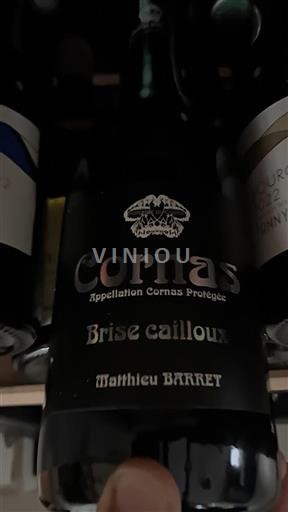 VINIOU
Cornas
Appellation Cornas Protégée
Brise cailloux
Matthieu BARRET